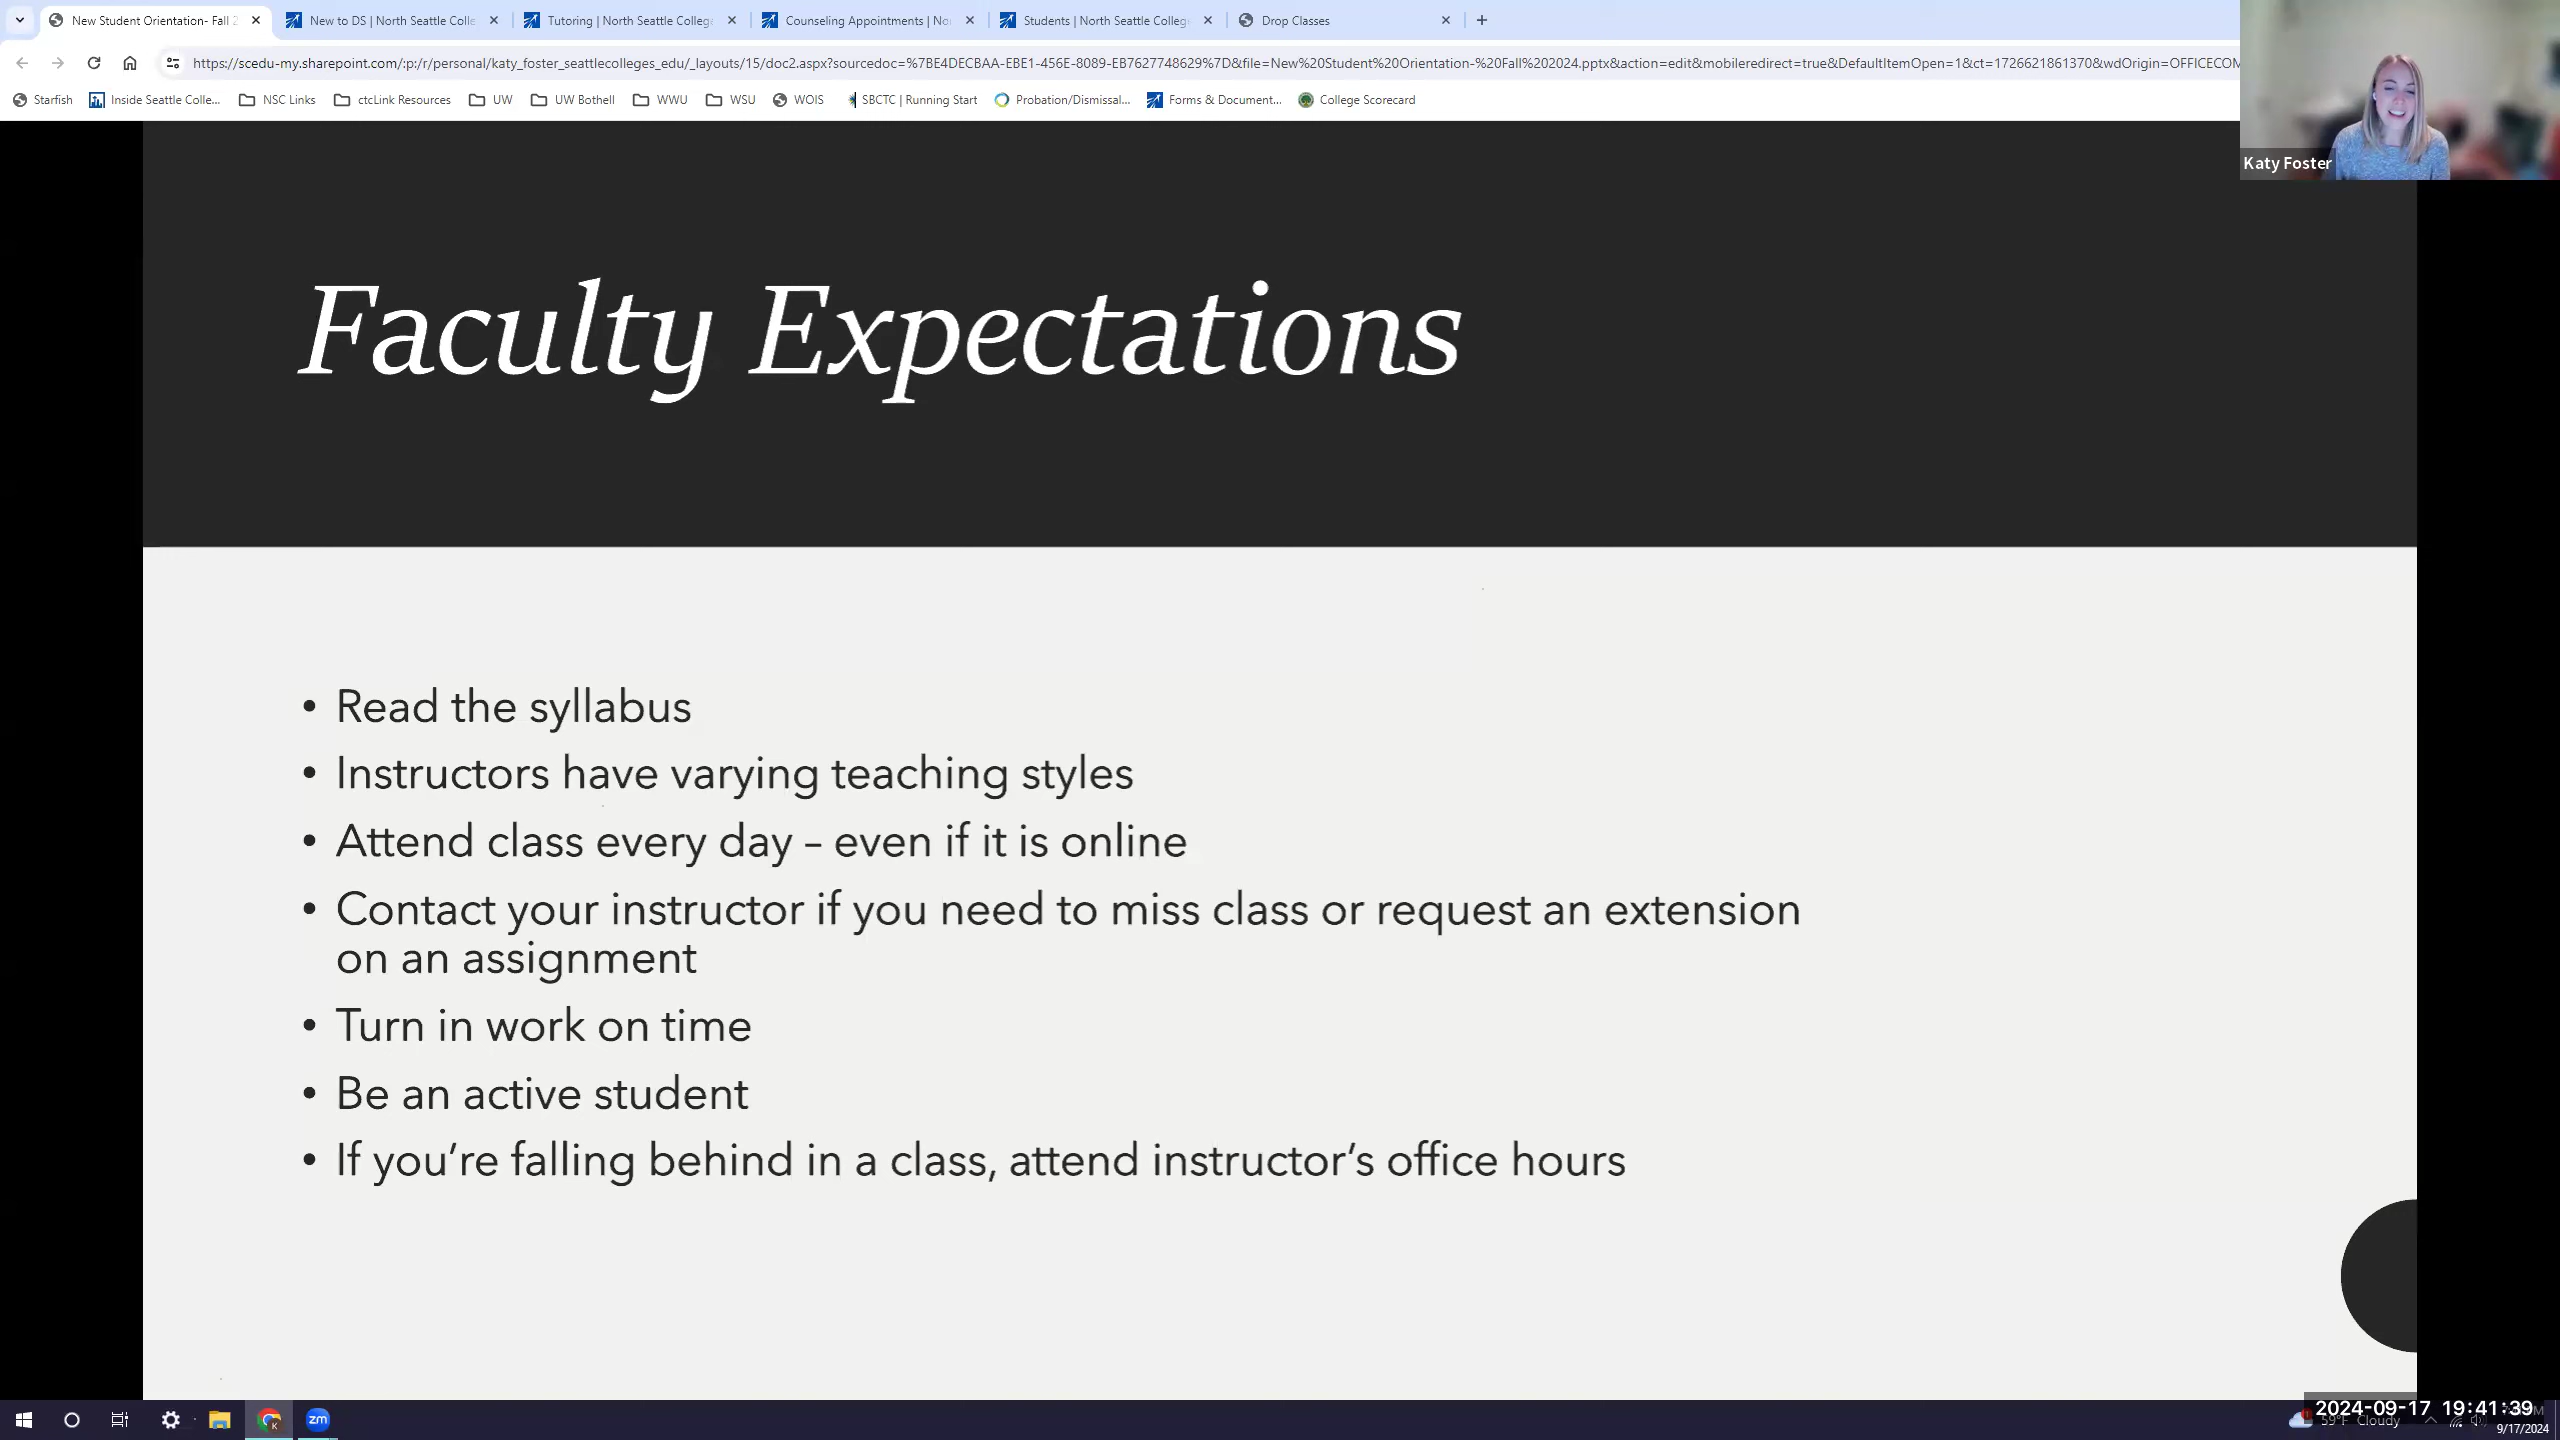 New Student Orientation- Fall 2
New to DS | North Seattle Colle
Tutoring | North Seattle College
Counseling Appointments | No
Students | North Seattle College
Drop Classes
https://scedu-my.sharepoint.com/:p:/r/personal/katy_foster_seattlecolleges_edu/_layouts/15/doc2.aspx?sourcedoc=%7BE4DECBAA-EBE1-456E-8089-EB7627748629%7D&file=New%20Student%20Orientation-%20Fall%202024.pptx&action=edit&mobileredirect=true&DefaultItemOpen=1&ct=1726621861370&wdOrigin=OFFICECOM
Starfish
Inside Seattle Colle...
NSC Links
ctcLink Resources
UW
UW Bothell
WWU
WSU
WOIS
SBCTC | Running Start
Probation/Dismissal...
Forms & Document...
College Scorecard
Katy Foster
Faculty Expectations
• Read the syllabus
• Instructors have varying teaching styles
• Attend class every day – even if it is online
• Contact your instructor if you need to miss class or request an extension
on an assignment
• Turn in work on time
• Be an active student
• If you’re falling behind in a class, attend instructor’s office hours
zm
2024-09-17 19:41:39
59°F Cloudy
9/17/2024